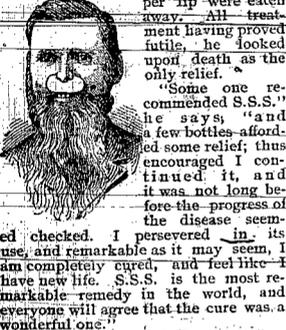 per lip were eaten
away. All treat-
ment having proved
futile, he looked
upon death as the
only relief.
"Some one re-
commended S.S.S."
he says, "and
a few bottles afford-
ed some relief; thus
encouraged I con-
tinued it, and
it was not long be-
fore the progress of
the disease seem-
ed checked. I persevered in its
use, and remarkable as it may seem, I
am completely cured, and feel like I
have new life. S.S.S. is the most re-
markable remedy in the world, and
everyone will agree that the cure was a
wonderful one."